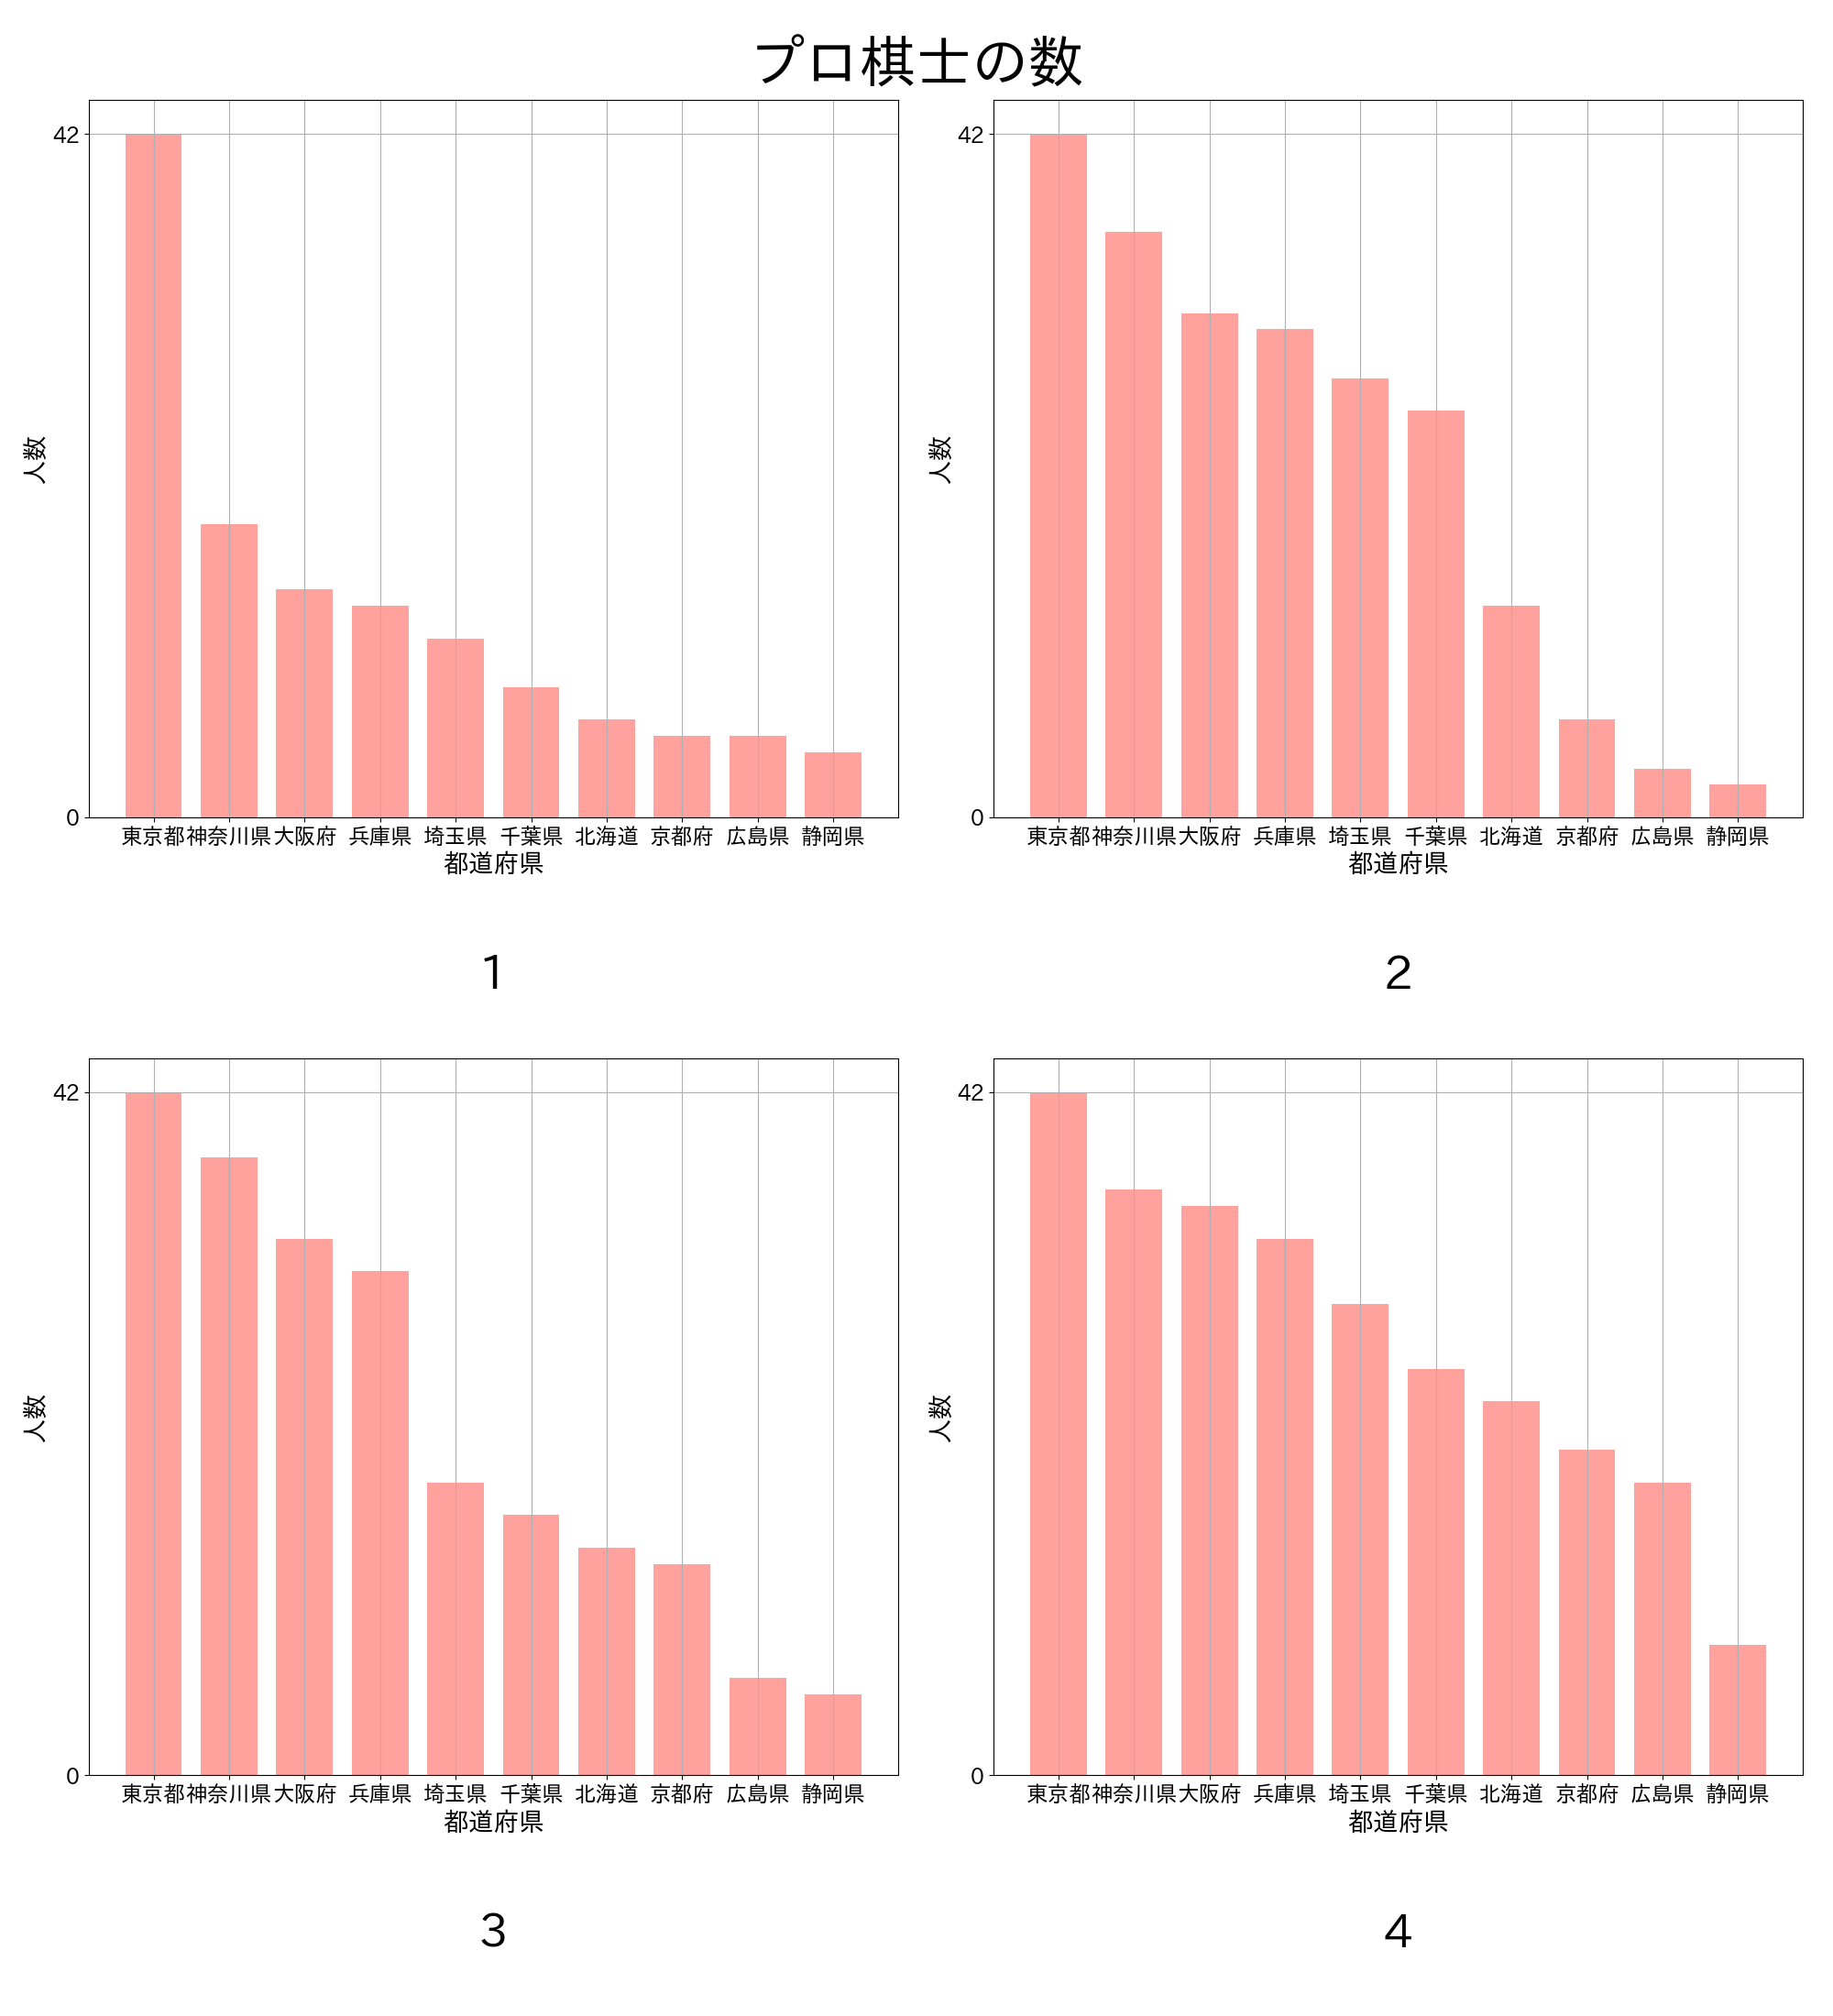 プロ棋士の数
42
0
人数
東京都 神奈川県 大阪府 兵庫県 埼玉県 千葉県 北海道 京都府 広島県 静岡県
都道府県
1
42
0
人数
東京都 神奈川県 大阪府 兵庫県 埼玉県 千葉県 北海道 京都府 広島県 静岡県
都道府県
2
42
0
人数
東京都 神奈川県 大阪府 兵庫県 埼玉県 千葉県 北海道 京都府 広島県 静岡県
都道府県
3
42
0
人数
東京都 神奈川県 大阪府 兵庫県 埼玉県 千葉県 北海道 京都府 広島県 静岡県
都道府県
4